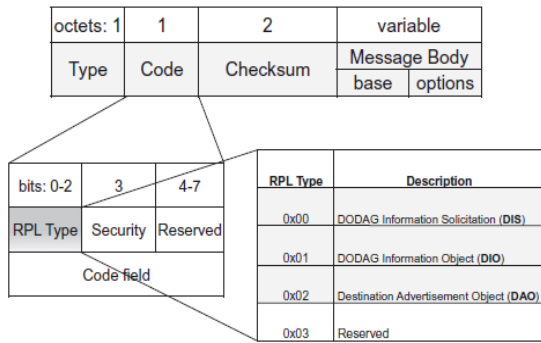 octets: 1 1 2 variable
Type Code Checksum Message Body
base options
bits: 0-2 3 4-7
RPL Type Security Reserved
Code field
RPL Type Description
0x00 DODAG Information Solicitation (DIS)
0x01 DODAG Information Object (DIO)
0x02 Destination Advertisement Object (DAO)
0x03 Reserved